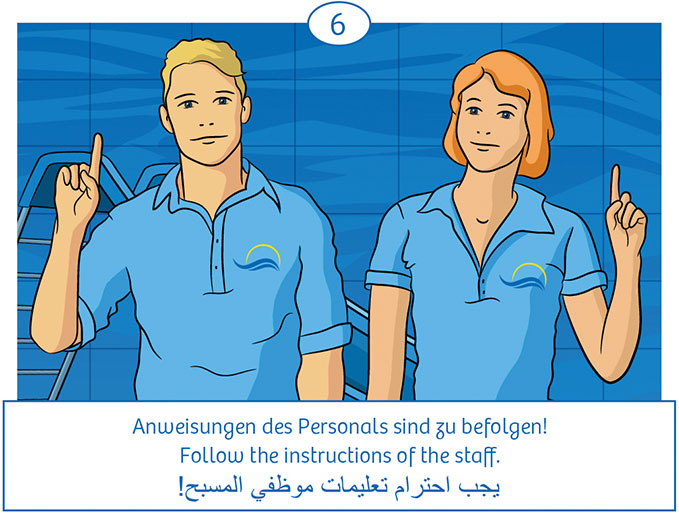 6
Anweisungen des Personals sind zu befolgen!
Follow the instructions of the staff.
يجب احترام تعليمات موظفي المسبح!